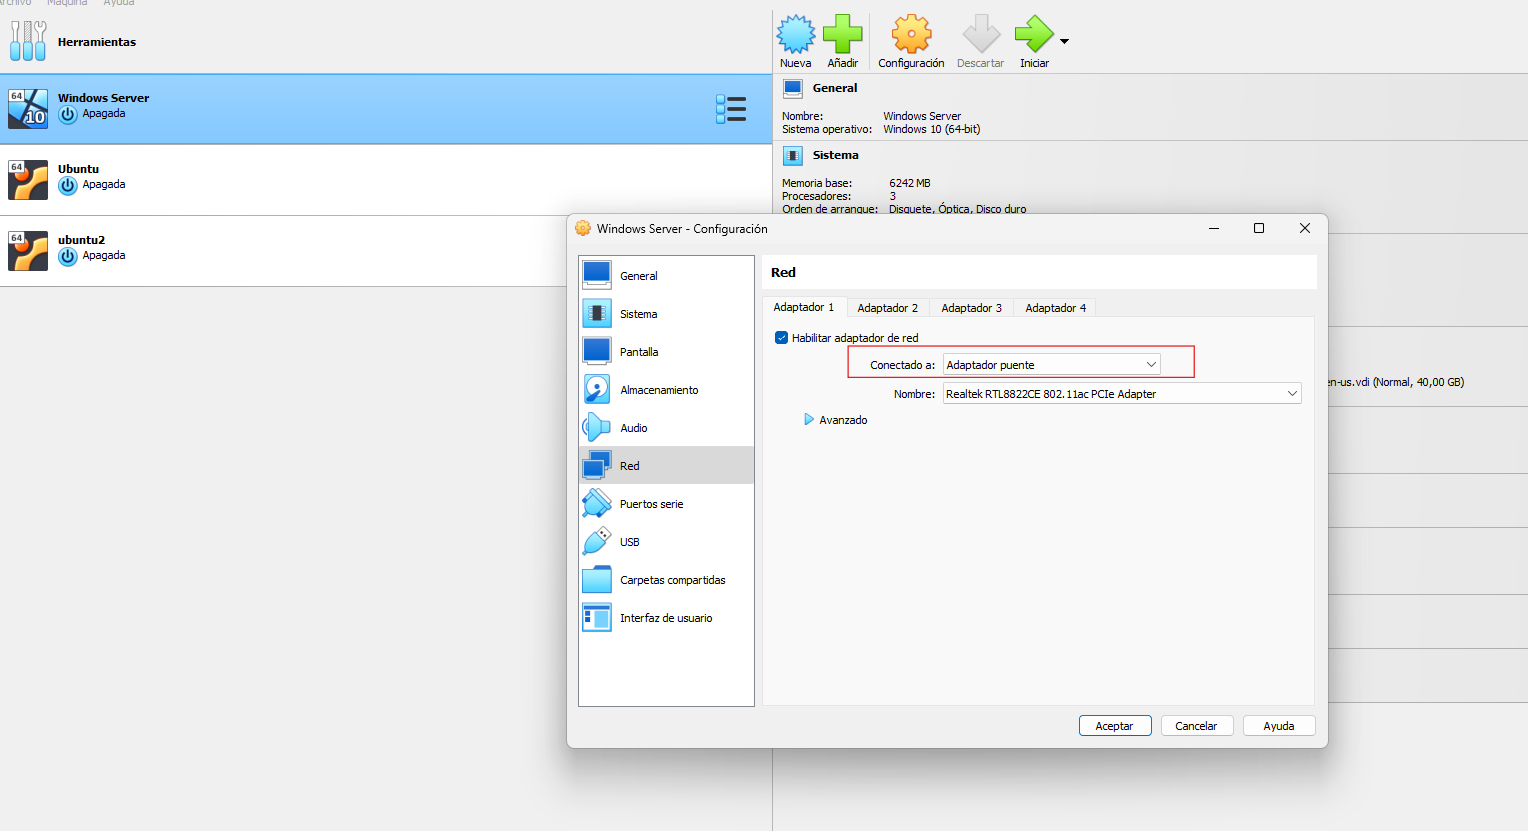 Archivo Máquina Ayuda
Herramientas
Nueva Añadir Configuración Descartar Iniciar
64
10
Windows Server
Apagada
64
Ubuntu
Apagada
64
ubuntu2
Apagada
General
Nombre: Windows Server
Sistema operativo: Windows 10 (64-bit)
Sistema
Memoria base: 6242 MB
Procesadores: 3
Orden de arranque: Disquete, Óptica, Disco duro
en-us.vdi (Normal, 40,00 GB)
Windows Server - Configuración
General
Sistema
Pantalla
Almacenamiento
Audio
Red
Puertos serie
USB
Carpetas compartidas
Interfaz de usuario
Red
Adaptador 1 Adaptador 2 Adaptador 3 Adaptador 4
Habilitar adaptador de red
Conectado a: Adaptador puente
Nombre: Realtek RTL8822CE 802.11ac PCIe Adapter
Avanzado
Aceptar Cancelar Ayuda